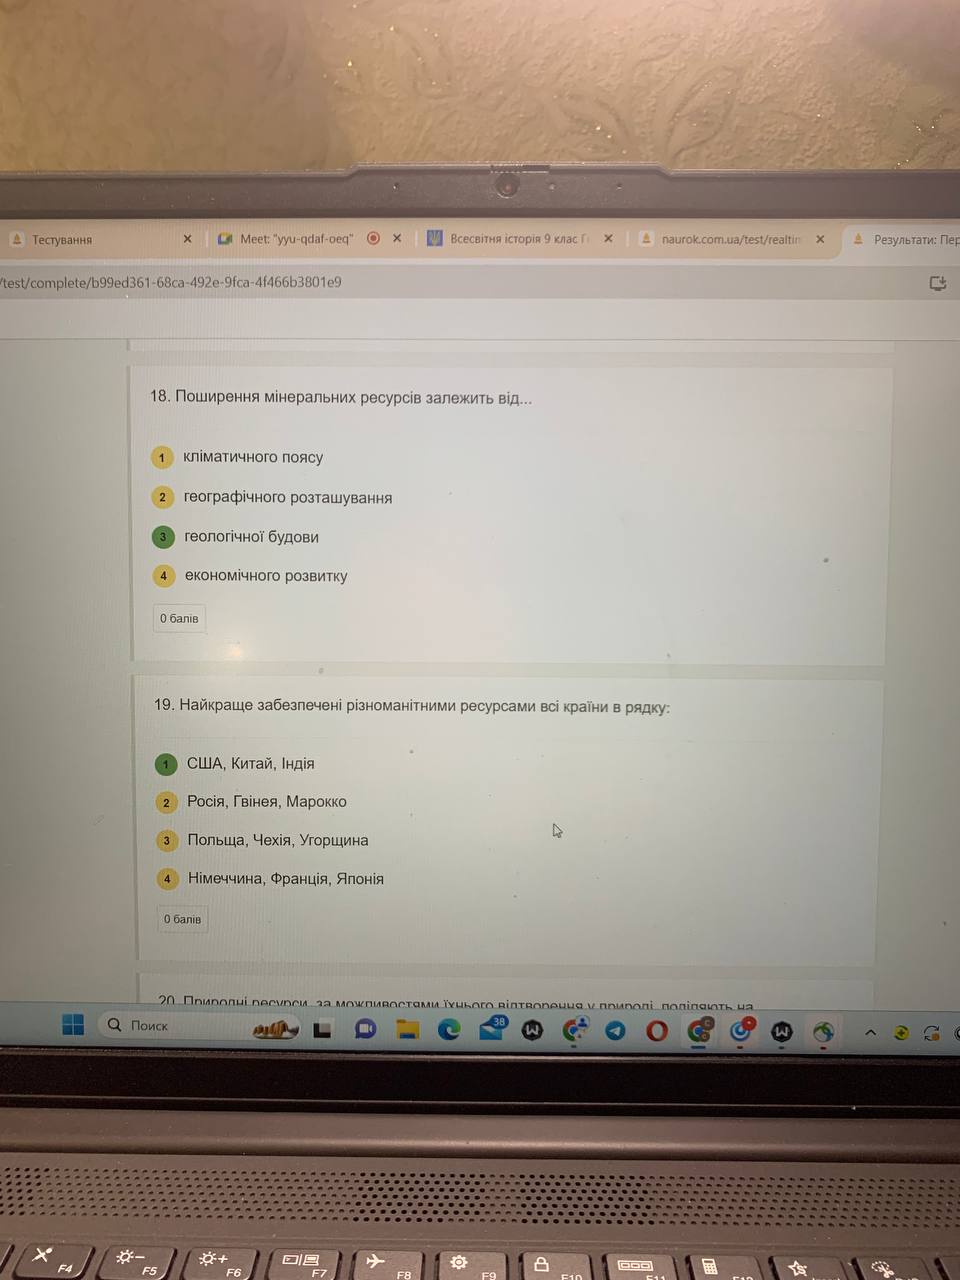 Тестування
Meet: "yyu-qdaf-oeq"
Всесвітня історія 9 клас
naurok.com.ua/test/realtim
Результати: Пер
/test/complete/b99ed361-68ca-492e-9fca-4f466b3801e9
18. Поширення мінеральних ресурсів залежить від...
1 кліматичного поясу
2 географічного розташування
3 геологічної будови
4 економічного розвитку
0 балів
19. Найкраще забезпечені різноманітними ресурсами всі країни в рядку:
1 США, Китай, Індія
2 Росія, Гвінея, Марокко
3 Польща, Чехія, Угорщина
4 Німеччина, Франція, Японія
0 балів
20. Природні ресурси, за можливостями їхнього відтворення у природі, поділяють на
Поиск
38
F4
F5
F6
F7
F8
F9
F10
F11
F12